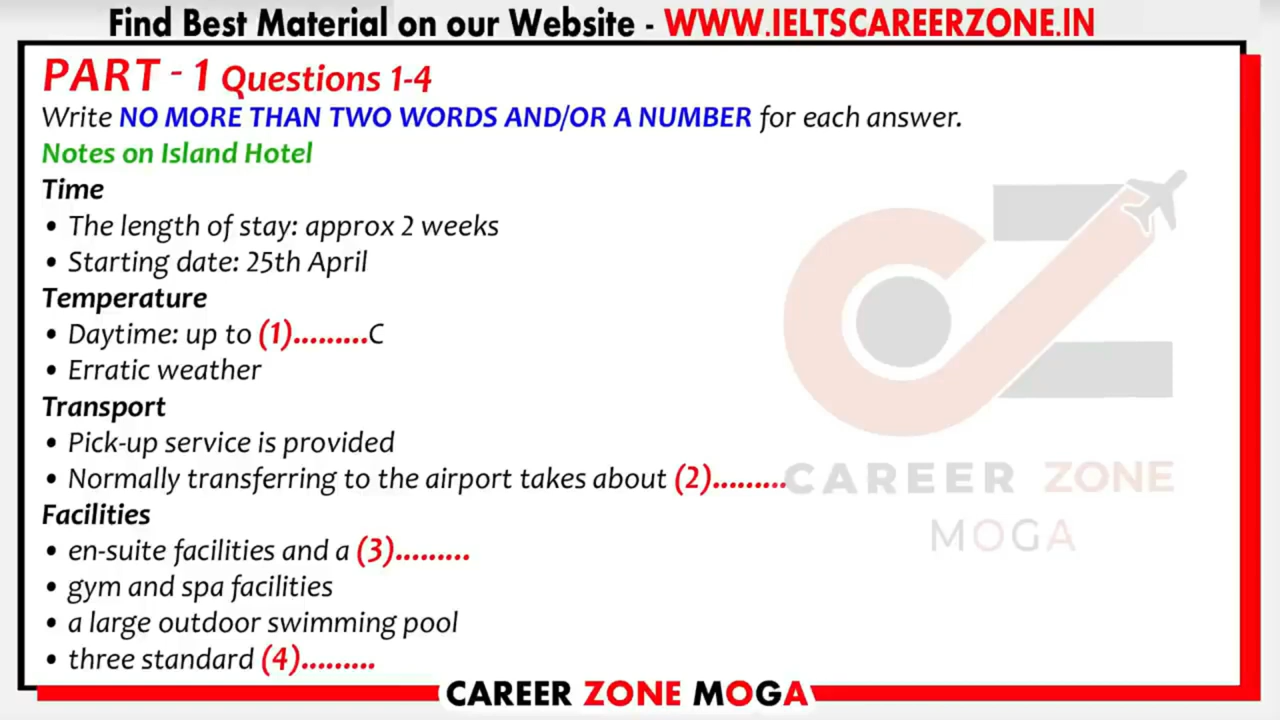 Find Best Material on our Website - WWW.IELTSCAREERZONE.IN
PART - 1 Questions 1-4
Write NO MORE THAN TWO WORDS AND/OR A NUMBER for each answer.
Notes on Island Hotel
Time
• The length of stay: approx 2 weeks
• Starting date: 25th April
Temperature
• Daytime: up to (1).........C
• Erratic weather
Transport
• Pick-up service is provided
• Normally transferring to the airport takes about (2).........
Facilities
• en-suite facilities and a (3).........
• gym and spa facilities
• a large outdoor swimming pool
• three standard (4).........
CAREER ZONE
MOGA
CAREER ZONE MOGA